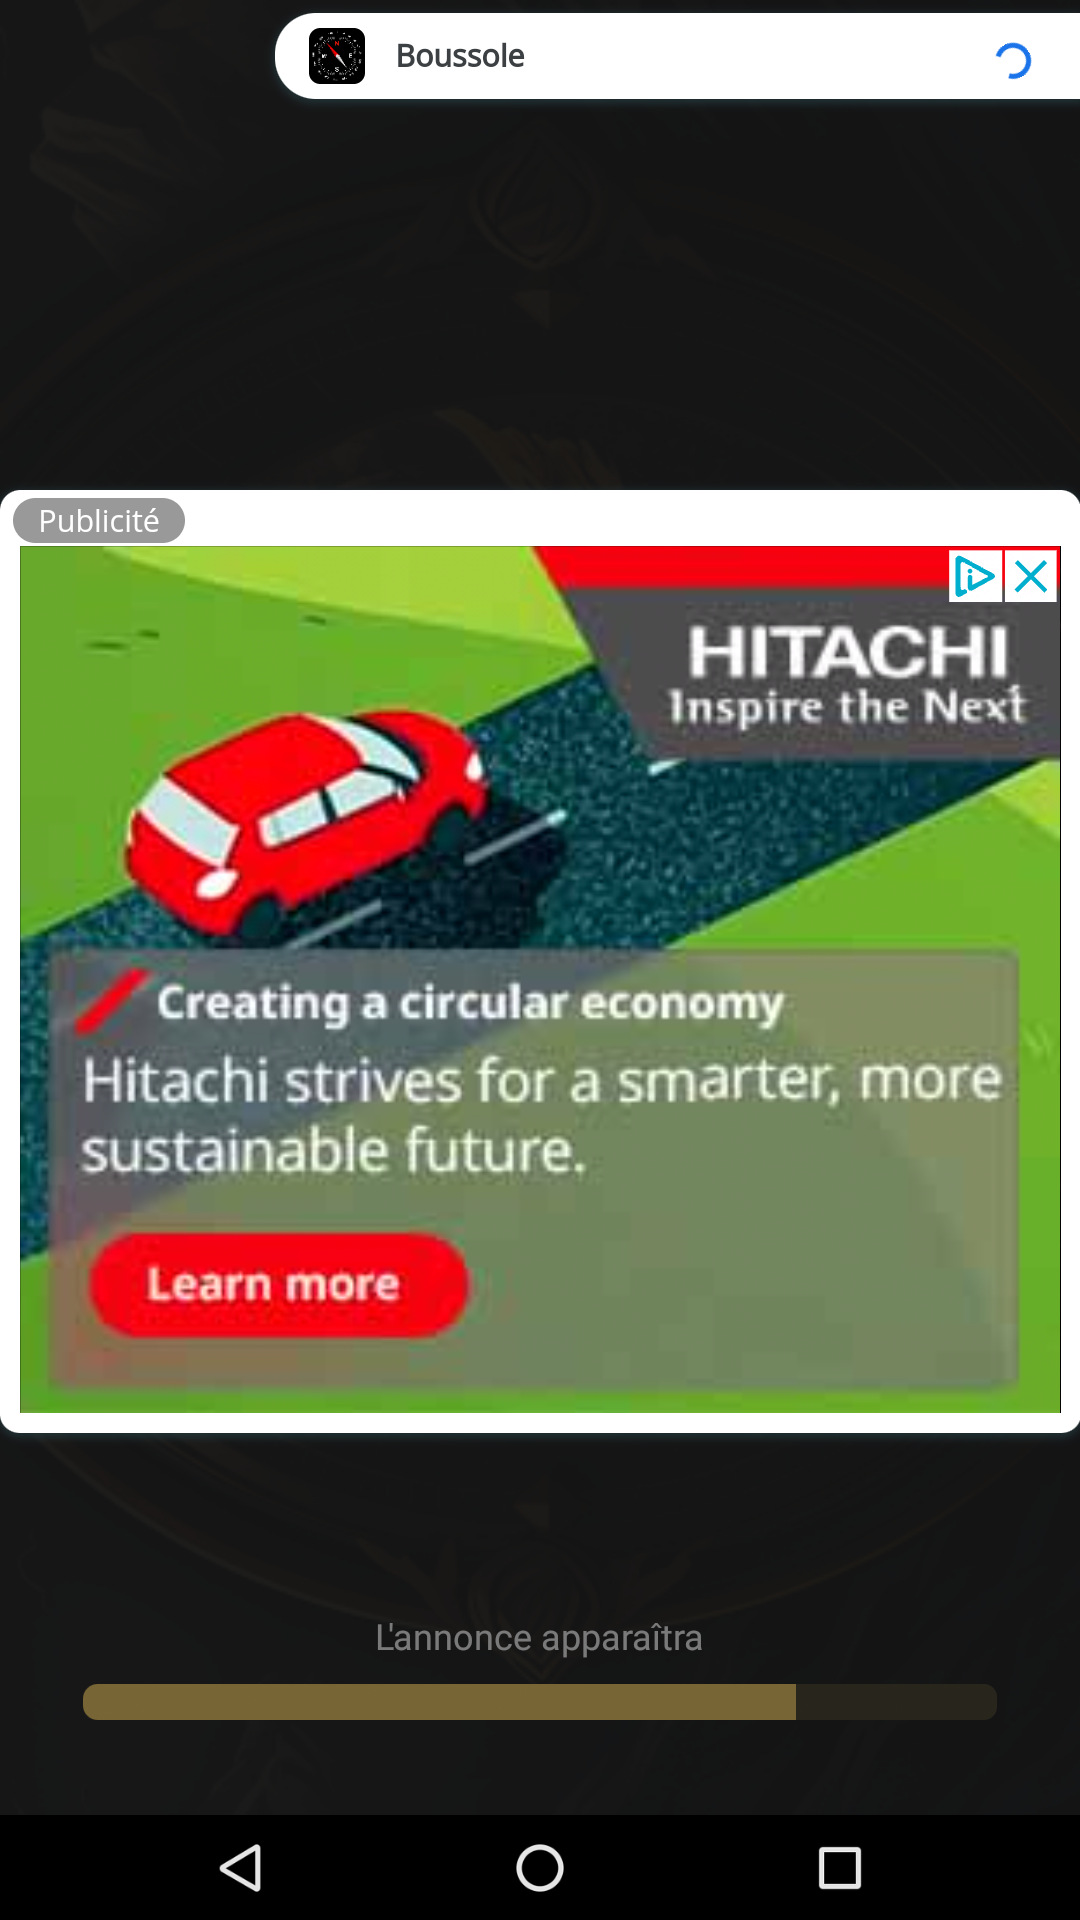 Boussole
Publicité
HITACHI
Inspire the Next
Creating a circular economy
Hitachi strives for a smarter, more
sustainable future.
Learn more
L'annonce apparaîtra